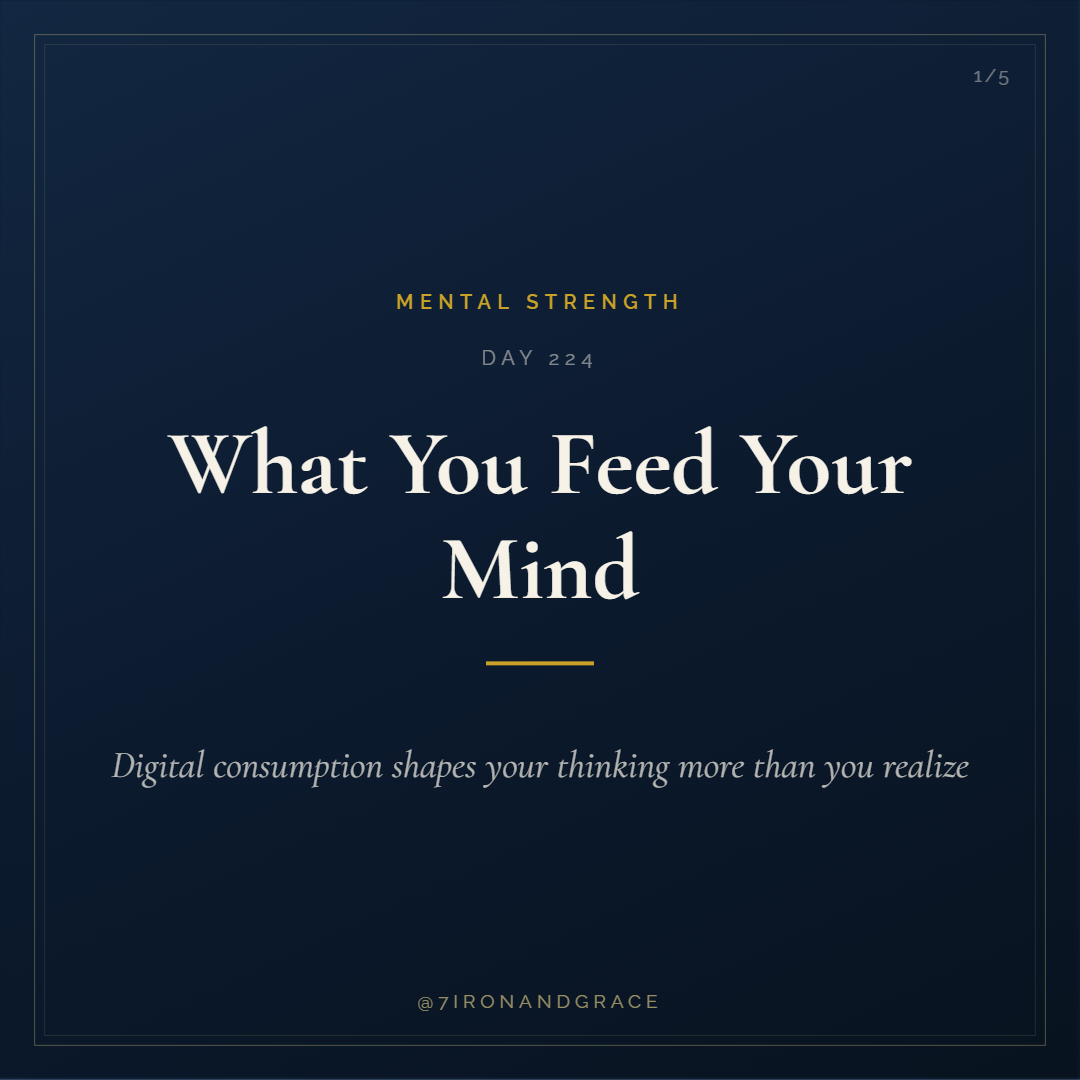 1/5
MENTAL STRENGTH
DAY 224
What You Feed Your
Mind
Digital consumption shapes your thinking more than you realize
@7IRONANDGRACE